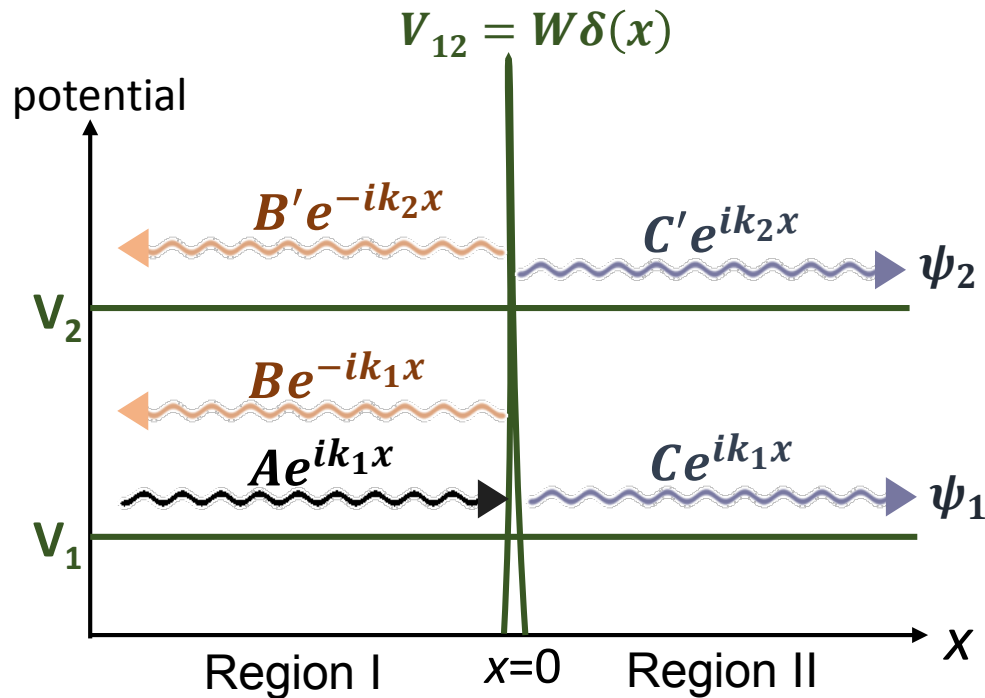 V₁₂ = Wδ(x)
potential
B′e^{-ik₂x}
C′e^{ik₂x}
ψ₂
V₂
Be^{-ik₁x}
Ae^{ik₁x}
Ce^{ik₁x}
ψ₁
V₁
Region I
x=0
Region II
x